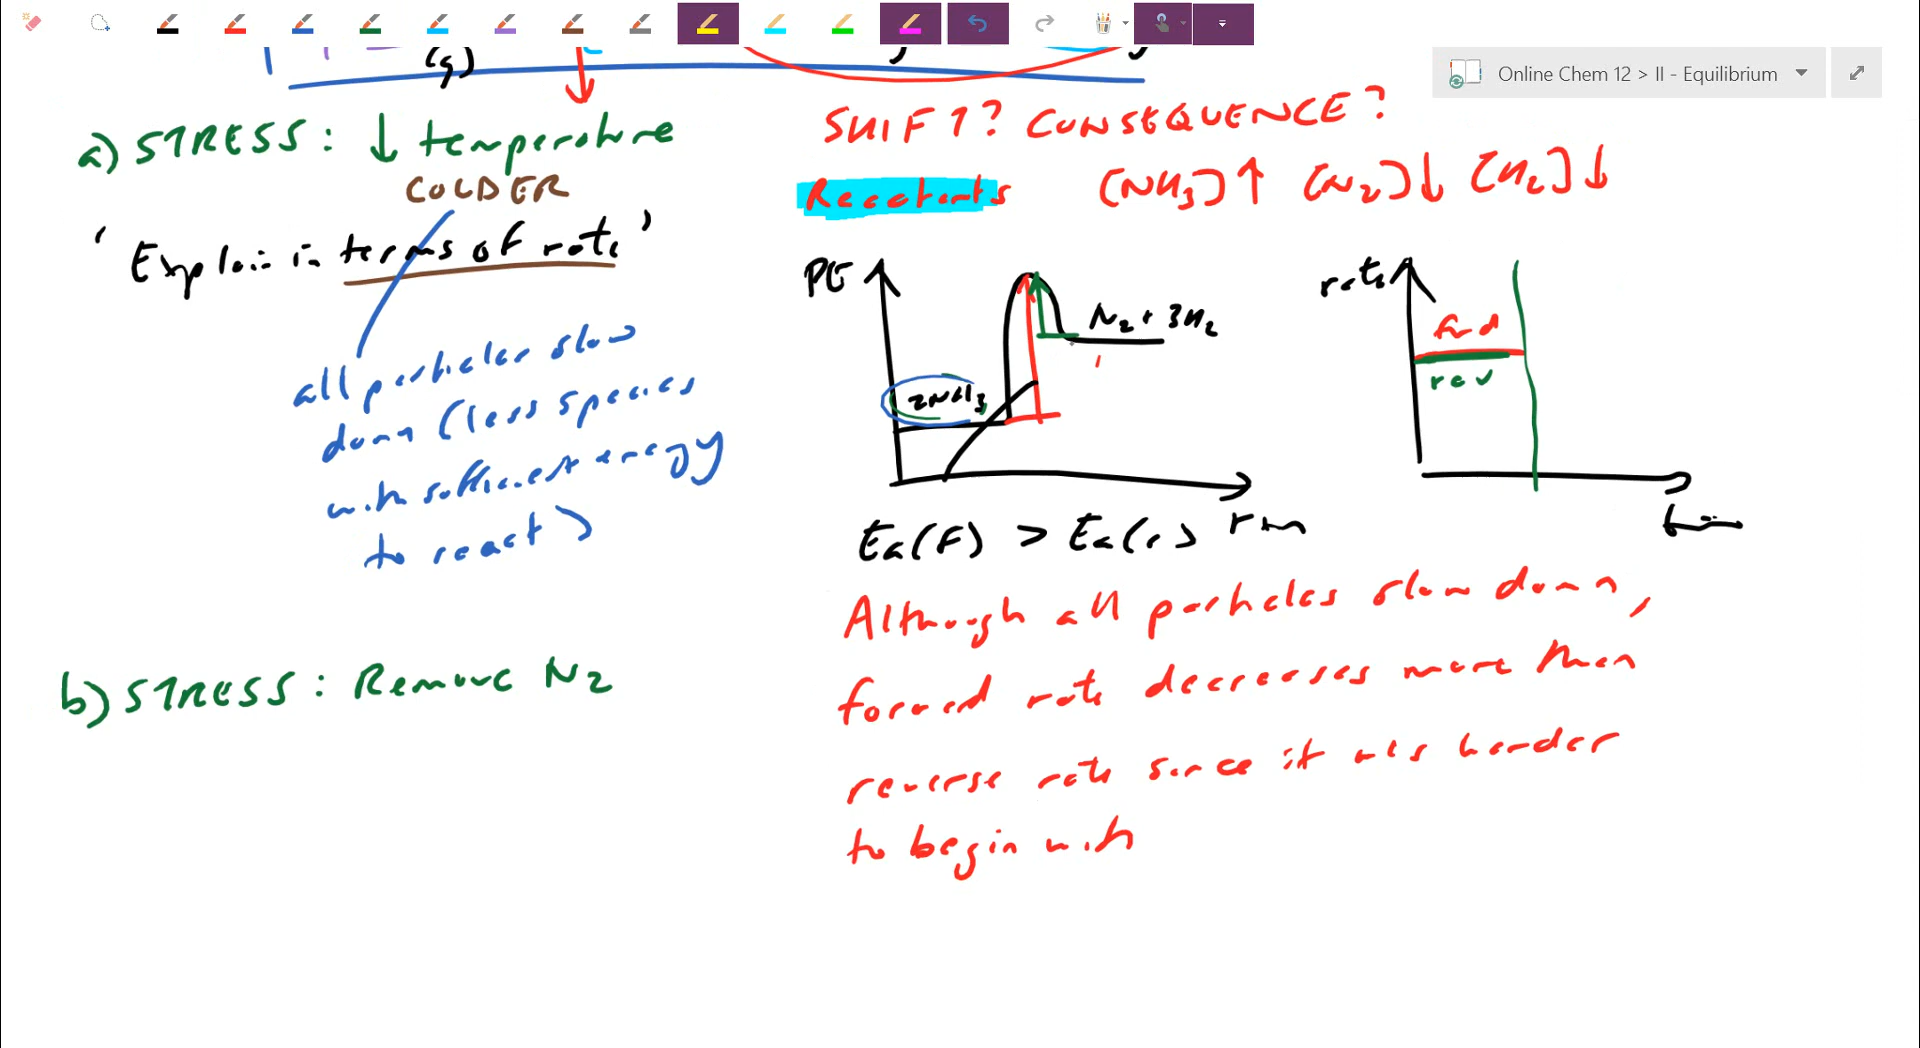 Online Chem 12 > II - Equilibrium
(g)
a) STRESS: ↓ temperature
COLDER
SHIFT? CONSEQUENCE?
Reactants [NH3]↑ [N2]↓ [H2]↓
'Explain in terms of rate'
all particles slow
down (less species
with sufficient energy
to react)
PE
N2 + 3H2
2NH3
rxn
rate
fwd
rev
time
Ea(F) > Ea(r)
Although all particles slow down,
forward rate decreases more than
reverse rate since it was harder
to begin with
b) STRESS: Remove N2